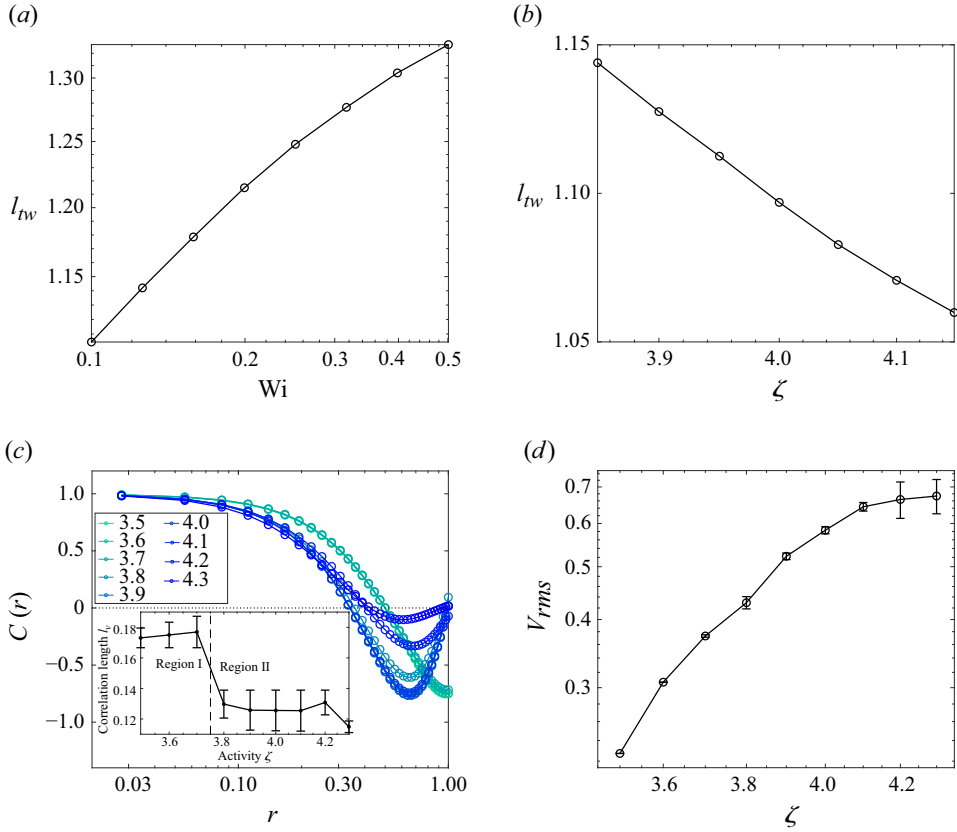 (a)
1.30
1.25
l_tw
1.20
1.15
0.1 0.2 0.3 0.4 0.5
Wi
(b)
1.15
1.10
l_tw
1.05
3.9 4.0 4.1
ζ
(c)
1.0
0.5
0
−0.5
−1.0
C (r)
3.5 4.0
3.6 4.1
3.7 4.2
3.8 4.3
3.9
Correlation length l_v
0.18
0.16
0.14
0.12
Region I Region II
3.6 3.8 4.0 4.2
Activity ζ
0.03 0.10 0.30 1.00
r
(d)
0.7
0.6
0.5
0.4
0.3
V_rms
3.6 3.8 4.0 4.2
ζ